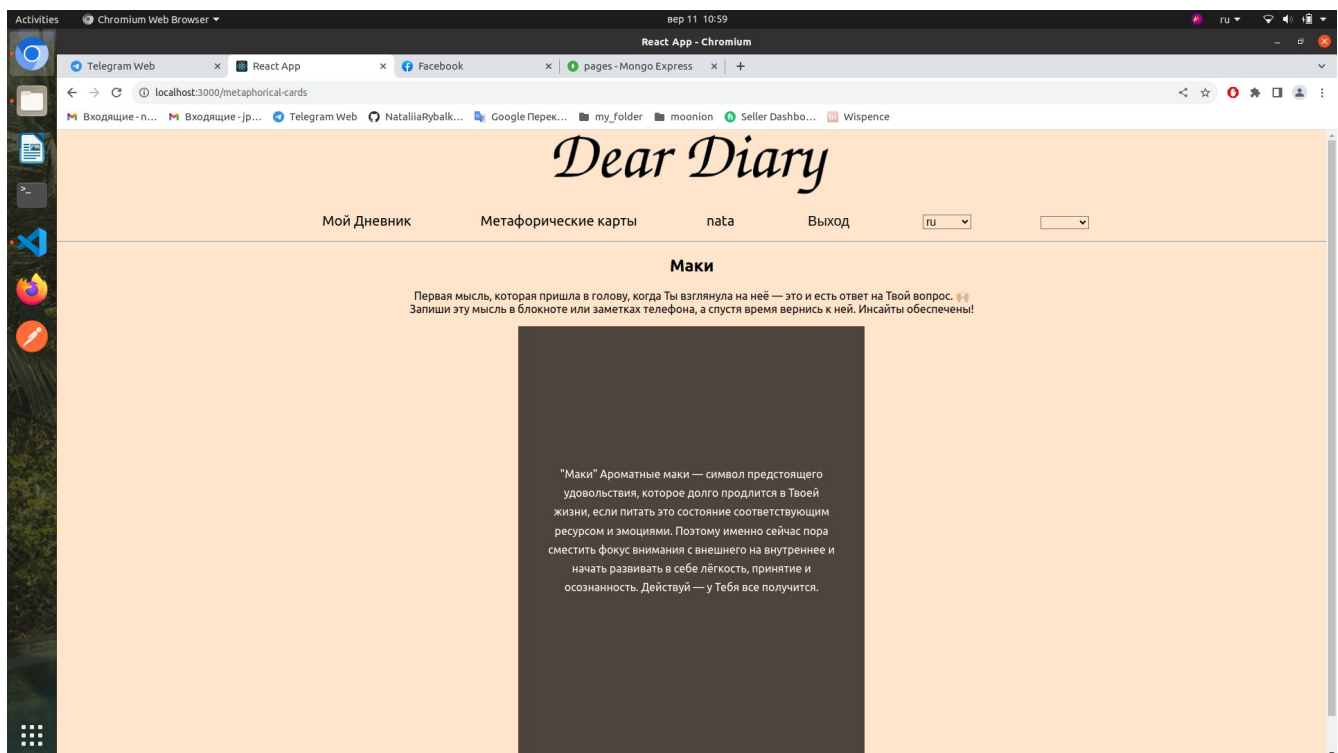 Activities
Chromium Web Browser
вер 11 10:59
ru
React App - Chromium
Telegram Web
React App
Facebook
pages - Mongo Express
localhost:3000/metaphorical-cards
Входящие - n...
Входящие - jp...
Telegram Web
NataliiaRybalk...
Google Перек...
my_folder
moonion
Seller Dashbo...
Wispence
Dear Diary
Мой Дневник
Метафорические карты
nata
Выход
ru
Маки
Первая мысль, которая пришла в голову, когда Ты взглянула на неё — это и есть ответ на Твой вопрос. 🙌🏼
Запиши эту мысль в блокноте или заметках телефона, а спустя время вернись к ней. Инсайты обеспечены!
"Маки" Ароматные маки — символ предстоящего
удовольствия, которое долго продлится в Твоей
жизни, если питать это состояние соответствующим
ресурсом и эмоциями. Поэтому именно сейчас пора
сместить фокус внимания с внешнего на внутреннее и
начать развивать в себе лёгкость, принятие и
осознанность. Действуй — у Тебя все получится.